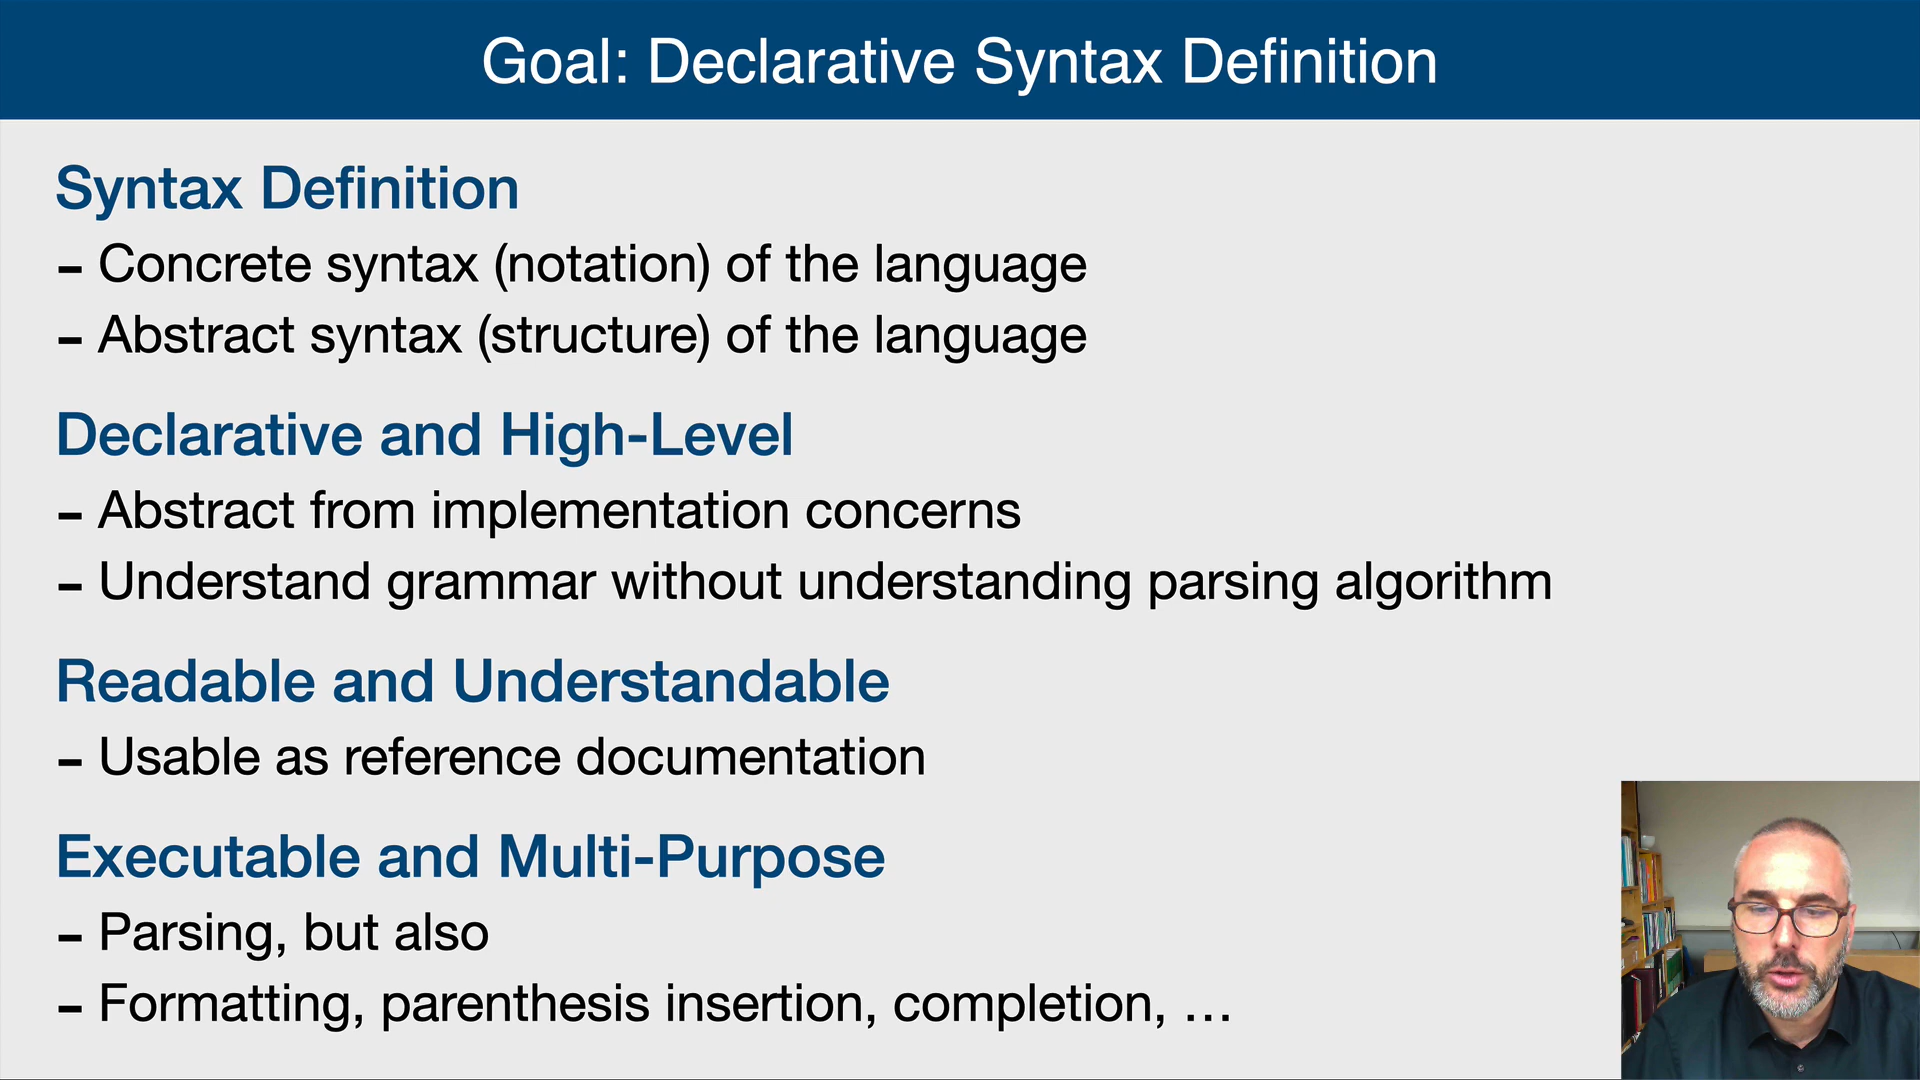 Goal: Declarative Syntax Definition
Syntax Definition
- Concrete syntax (notation) of the language
- Abstract syntax (structure) of the language
Declarative and High-Level
- Abstract from implementation concerns
- Understand grammar without understanding parsing algorithm
Readable and Understandable
- Usable as reference documentation
Executable and Multi-Purpose
- Parsing, but also
- Formatting, parenthesis insertion, completion, …